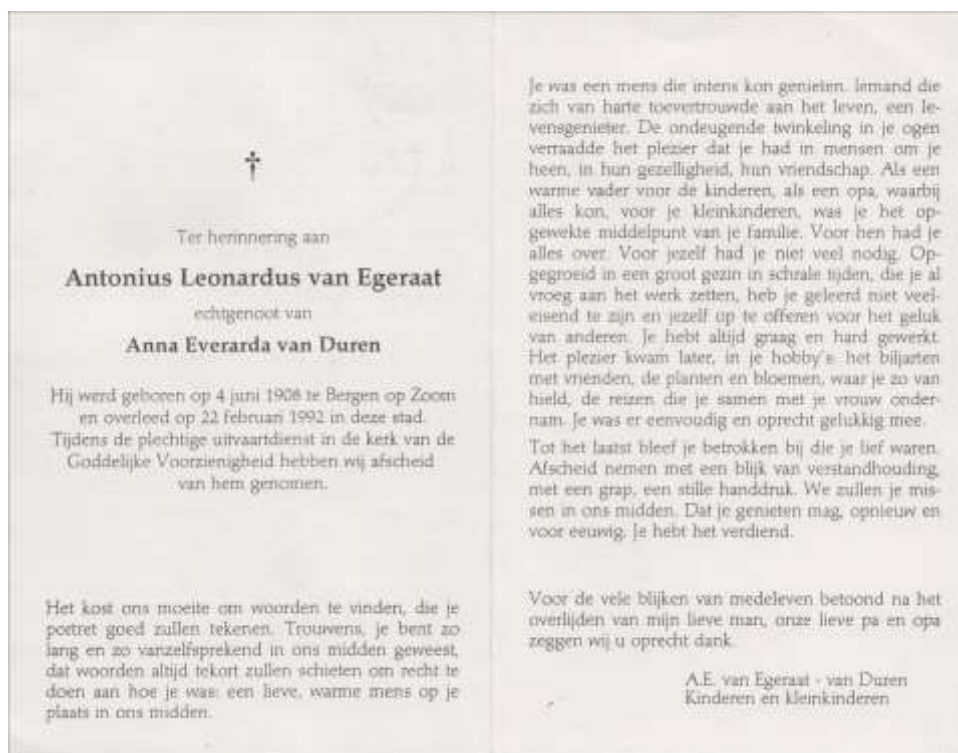 †
Ter herinnering aan
Antonius Leonardus van Egeraat
echtgenoot van
Anna Everarda van Duren
Hij werd geboren op 4 juni 1908 te Bergen op Zoom
en overleed op 22 februari 1992 in deze stad.
Tijdens de plechtige uitvaartdienst in de kerk van de
Goddelijke Voorzienigheid hebben wij afscheid
van hem genomen.
Het kost ons moeite om woorden te vinden, die je
portret goed zullen tekenen. Trouwens, je bent zo
lang en zo vanzelfsprekend in ons midden geweest,
dat woorden altijd tekort zullen schieten om recht te
doen aan hoe je was: een lieve, warme mens op je
plaats in ons midden.
Je was een mens die intens kon genieten. Iemand die
zich van harte toevertrouwde aan het leven, een le-
vensgenieter. De ondeugende twinkeling in je ogen
verraadde het plezier dat je had in mensen om je
heen, in hun gezelligheid, hun vriendschap. Als een
warme vader voor de kinderen, als een opa, waarbij
alles kon, voor je kleinkinderen, was je het op-
gewekte middelpunt van je familie. Voor hen had je
alles over. Voor jezelf had je niet veel nodig. Op-
gegroeid in een groot gezin in schrale tijden, die je al
vroeg aan het werk zetten, heb je geleerd niet veel-
eisend te zijn en jezelf op te offeren voor het geluk
van anderen. Je hebt altijd graag en hard gewerkt.
Het plezier kwam later, in je hobby's: het biljarten
met vrienden, de planten en bloemen, waar je zo van
hield, de reizen die je samen met je vrouw onder-
nam. Je was er eenvoudig en oprecht gelukkig mee.
Tot het laatst bleef je betrokken bij die je lief waren.
Afscheid nemen met een blijk van verstandhouding,
met een grap, een stille handdruk. We zullen je mis-
sen in ons midden. Dat je genieten mag, opnieuw en
voor eeuwig. Je hebt het verdiend.
Voor de vele blijken van medeleven betoond na het
overlijden van mijn lieve man, onze lieve pa en opa
zeggen wij u oprecht dank.
A.E. van Egeraat - van Duren
Kinderen en kleinkinderen